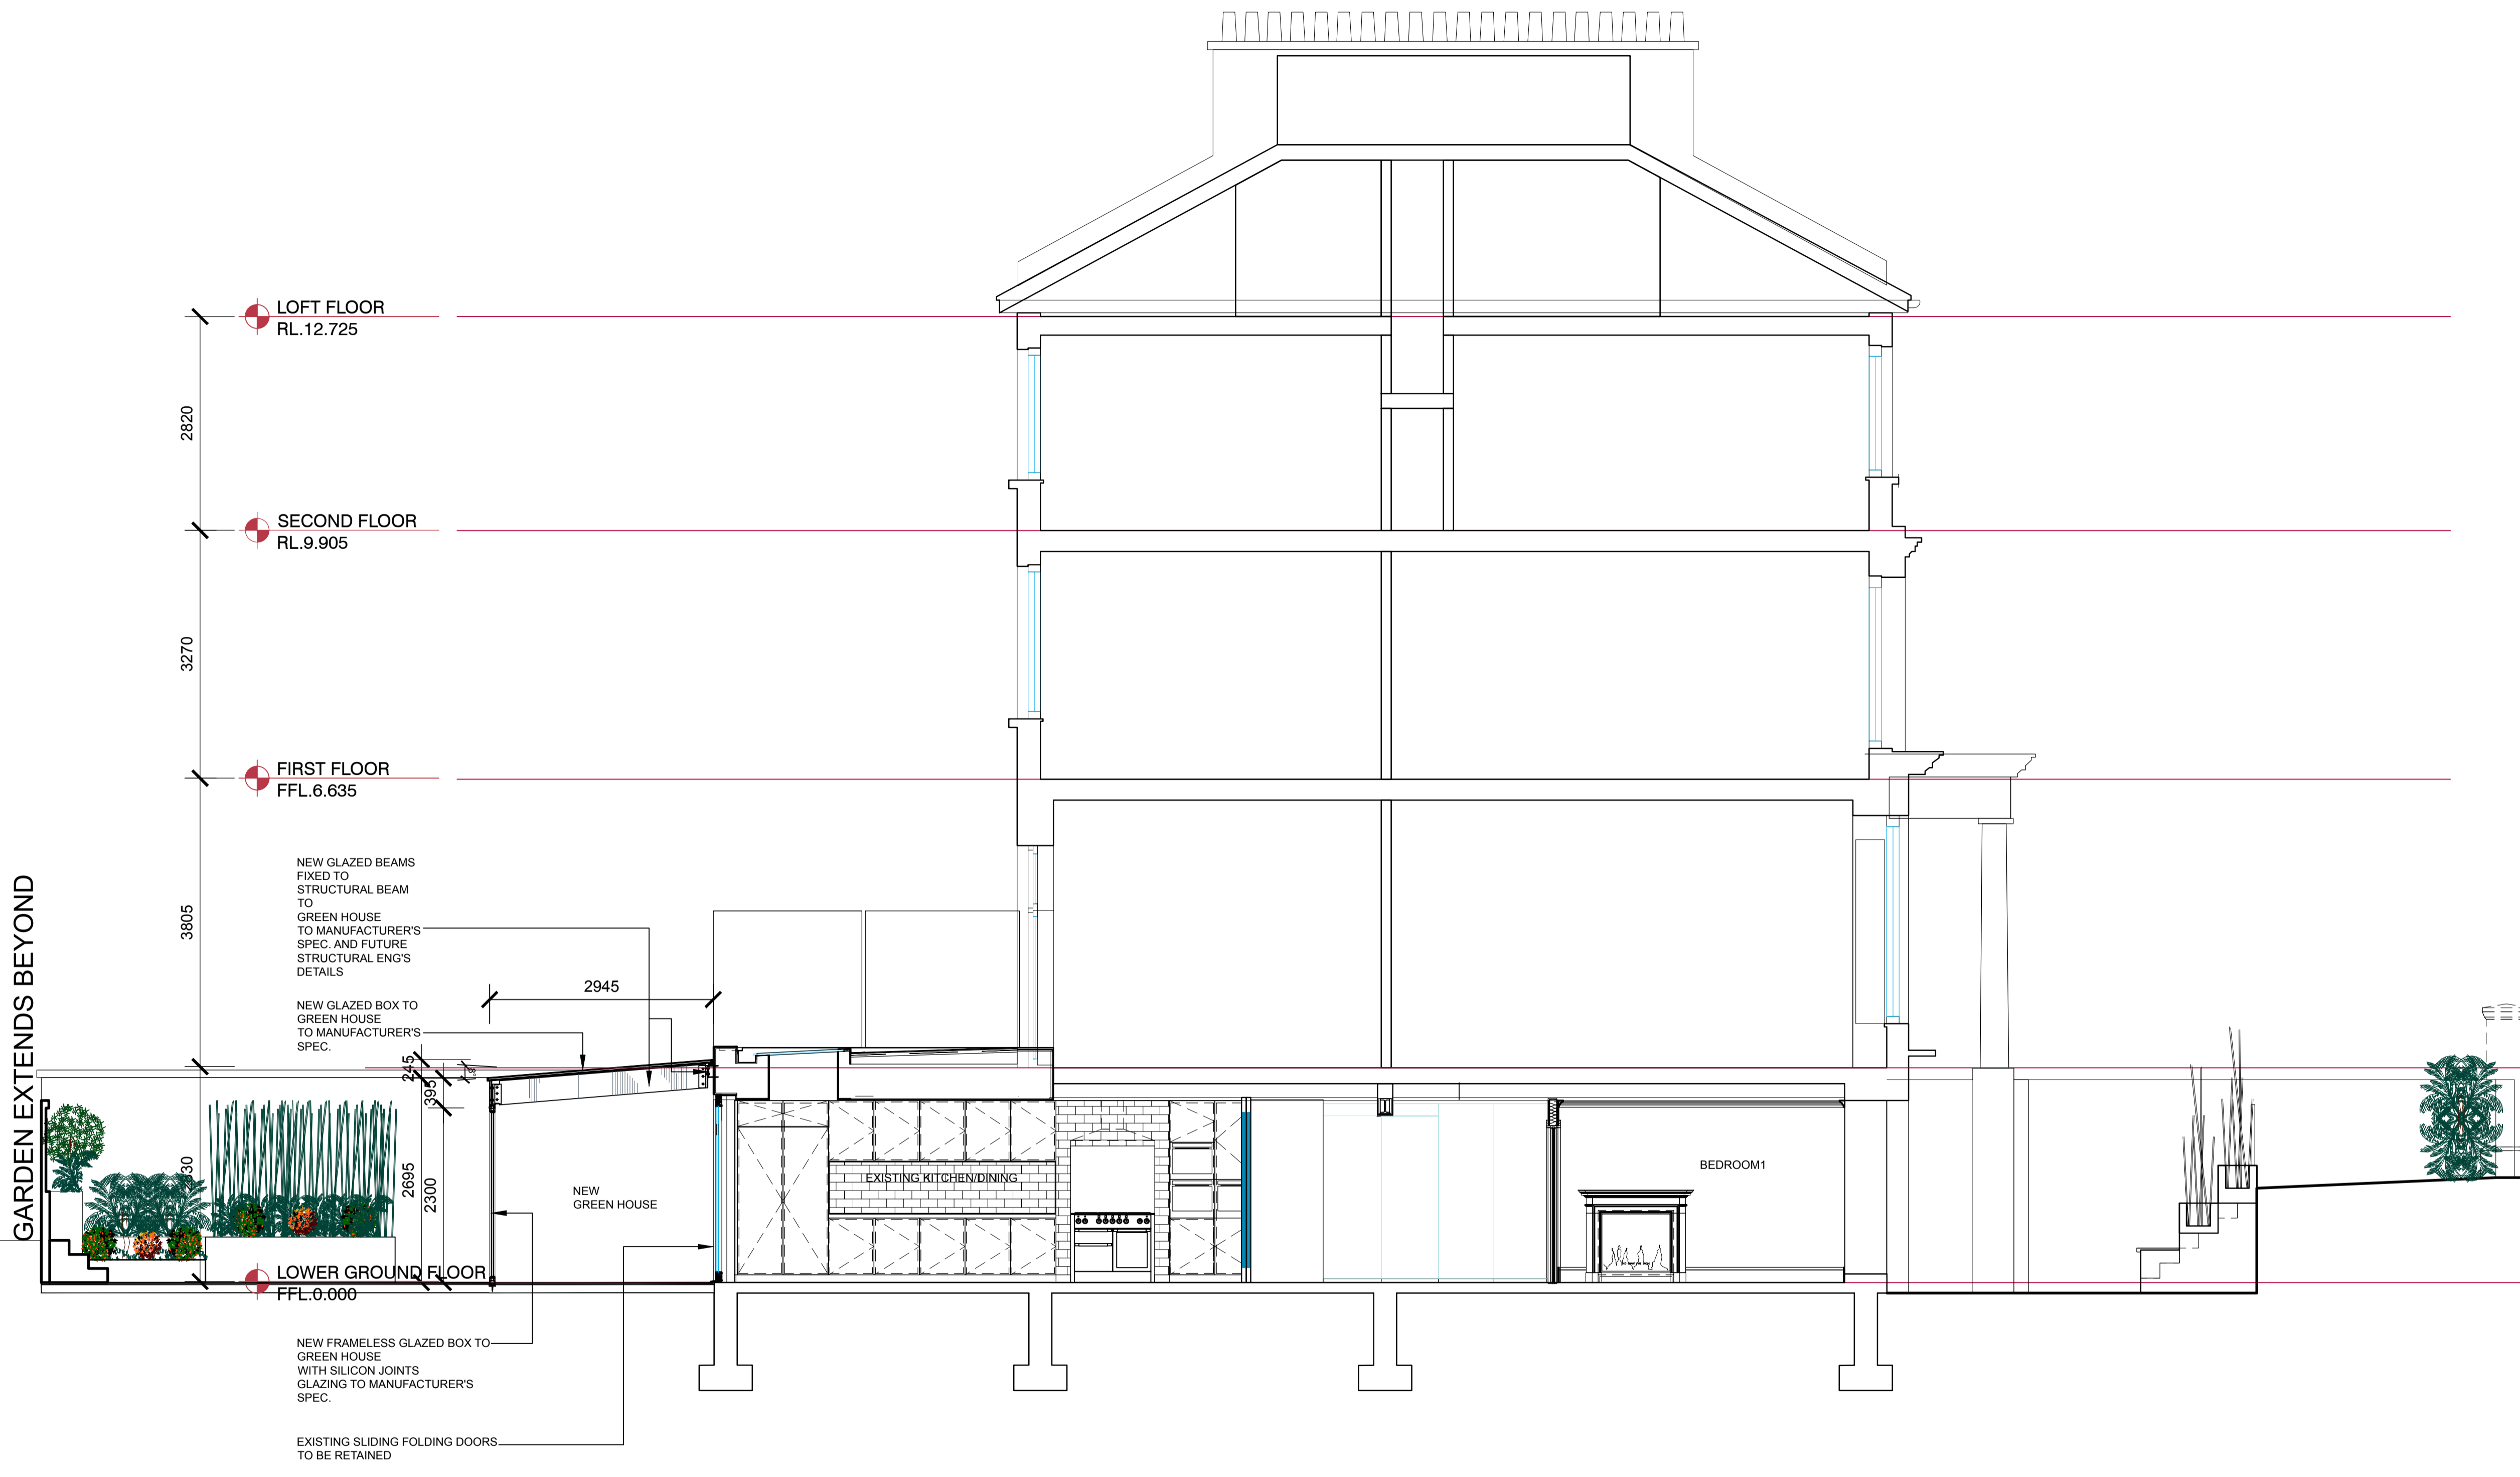 LOFT FLOOR
RL.12.725
2820
SECOND FLOOR
RL.9.905
3270
FIRST FLOOR
FFL.6.635
3805
GARDEN EXTENDS BEYOND
NEW GLAZED BEAMS
FIXED TO
STRUCTURAL BEAM
TO
GREEN HOUSE
TO MANUFACTURER'S
SPEC. AND FUTURE
STRUCTURAL ENG'S
DETAILS
2945
NEW GLAZED BOX TO
GREEN HOUSE
TO MANUFACTURER'S
SPEC.
245
395
2695
2300
NEW
GREEN HOUSE
EXISTING KITCHEN/DINING
BEDROOM1
LOWER GROUND FLOOR
FFL.0.000
NEW FRAMELESS GLAZED BOX TO
GREEN HOUSE
WITH SILICON JOINTS
GLAZING TO MANUFACTURER'S
SPEC.
EXISTING SLIDING FOLDING DOORS
TO BE RETAINED